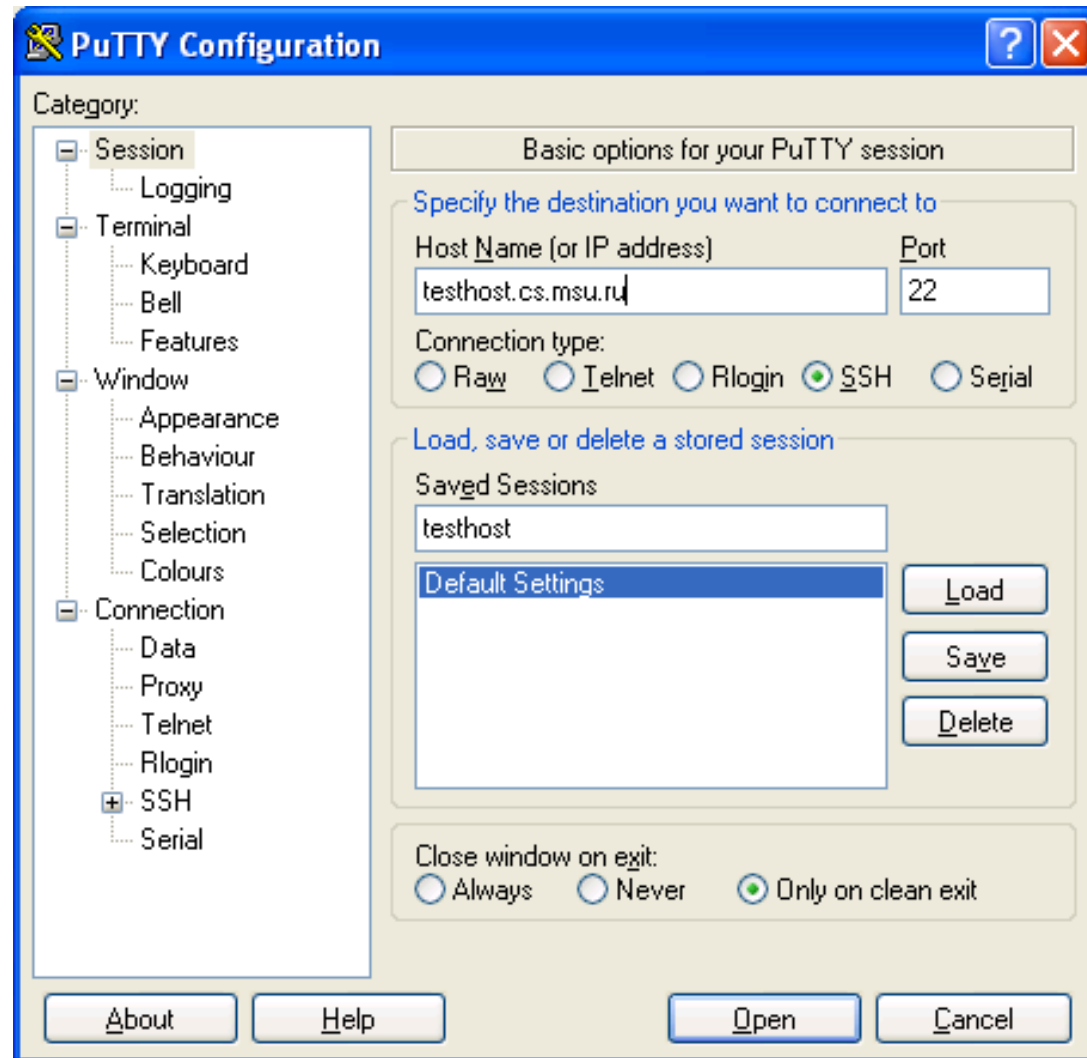 PuTTY Configuration
Category:
Session
Logging
Terminal
Keyboard
Bell
Features
Window
Appearance
Behaviour
Translation
Selection
Colours
Connection
Data
Proxy
Telnet
Rlogin
SSH
Serial
Basic options for your PuTTY session
Specify the destination you want to connect to
Host Name (or IP address) Port
testhost.cs.msu.ru 22
Connection type:
Raw Telnet Rlogin SSH Serial
Load, save or delete a stored session
Saved Sessions
testhost
Default Settings
Load
Save
Delete
Close window on exit:
Always Never Only on clean exit
About Help Open Cancel